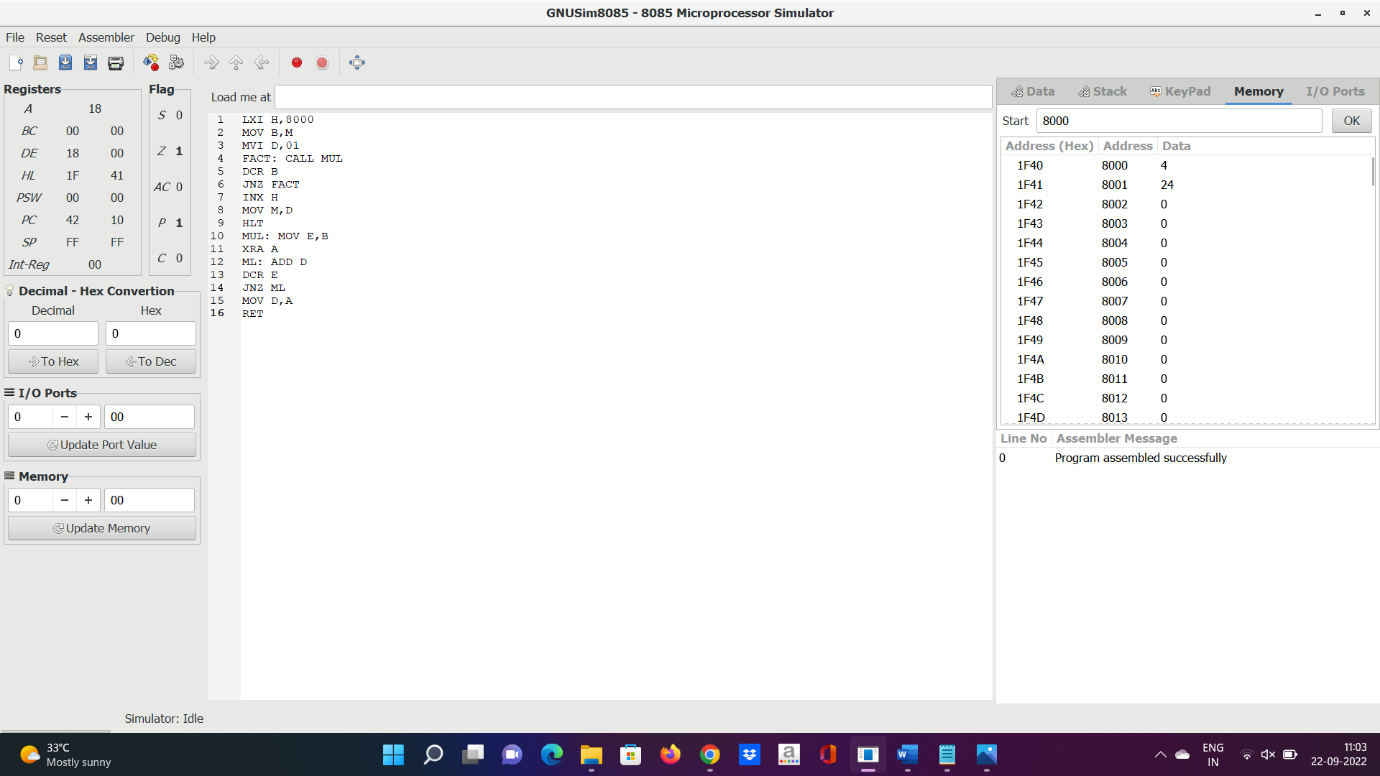 GNUSim8085 - 8085 Microprocessor Simulator
File Reset Assembler Debug Help
Registers
A 18
BC 00 00
DE 18 00
HL 1F 41
PSW 00 00
PC 42 10
SP FF FF
Int-Reg 00
Flag
S 0
Z 1
AC 0
P 1
C 0
Decimal - Hex Convertion
Decimal Hex
0 0
To Hex To Dec
I/O Ports
0 − + 00
Update Port Value
Memory
0 − + 00
Update Memory
Load me at
1 LXI H,8000
2 MOV B,M
3 MVI D,01
4 FACT: CALL MUL
5 DCR B
6 JNZ FACT
7 INX H
8 MOV M,D
9 HLT
10 MUL: MOV E,B
11 XRA A
12 ML: ADD D
13 DCR E
14 JNZ ML
15 MOV D,A
16 RET
Data Stack Abc KeyPad Memory I/O Ports
Start 8000 OK
Address (Hex) Address Data
1F40 8000 4
1F41 8001 24
1F42 8002 0
1F43 8003 0
1F44 8004 0
1F45 8005 0
1F46 8006 0
1F47 8007 0
1F48 8008 0
1F49 8009 0
1F4A 8010 0
1F4B 8011 0
1F4C 8012 0
1F4D 8013 0
Line No Assembler Message
0 Program assembled successfully
Simulator: Idle
33°C
Mostly sunny
a
W
ENG
IN
11:03
22-09-2022